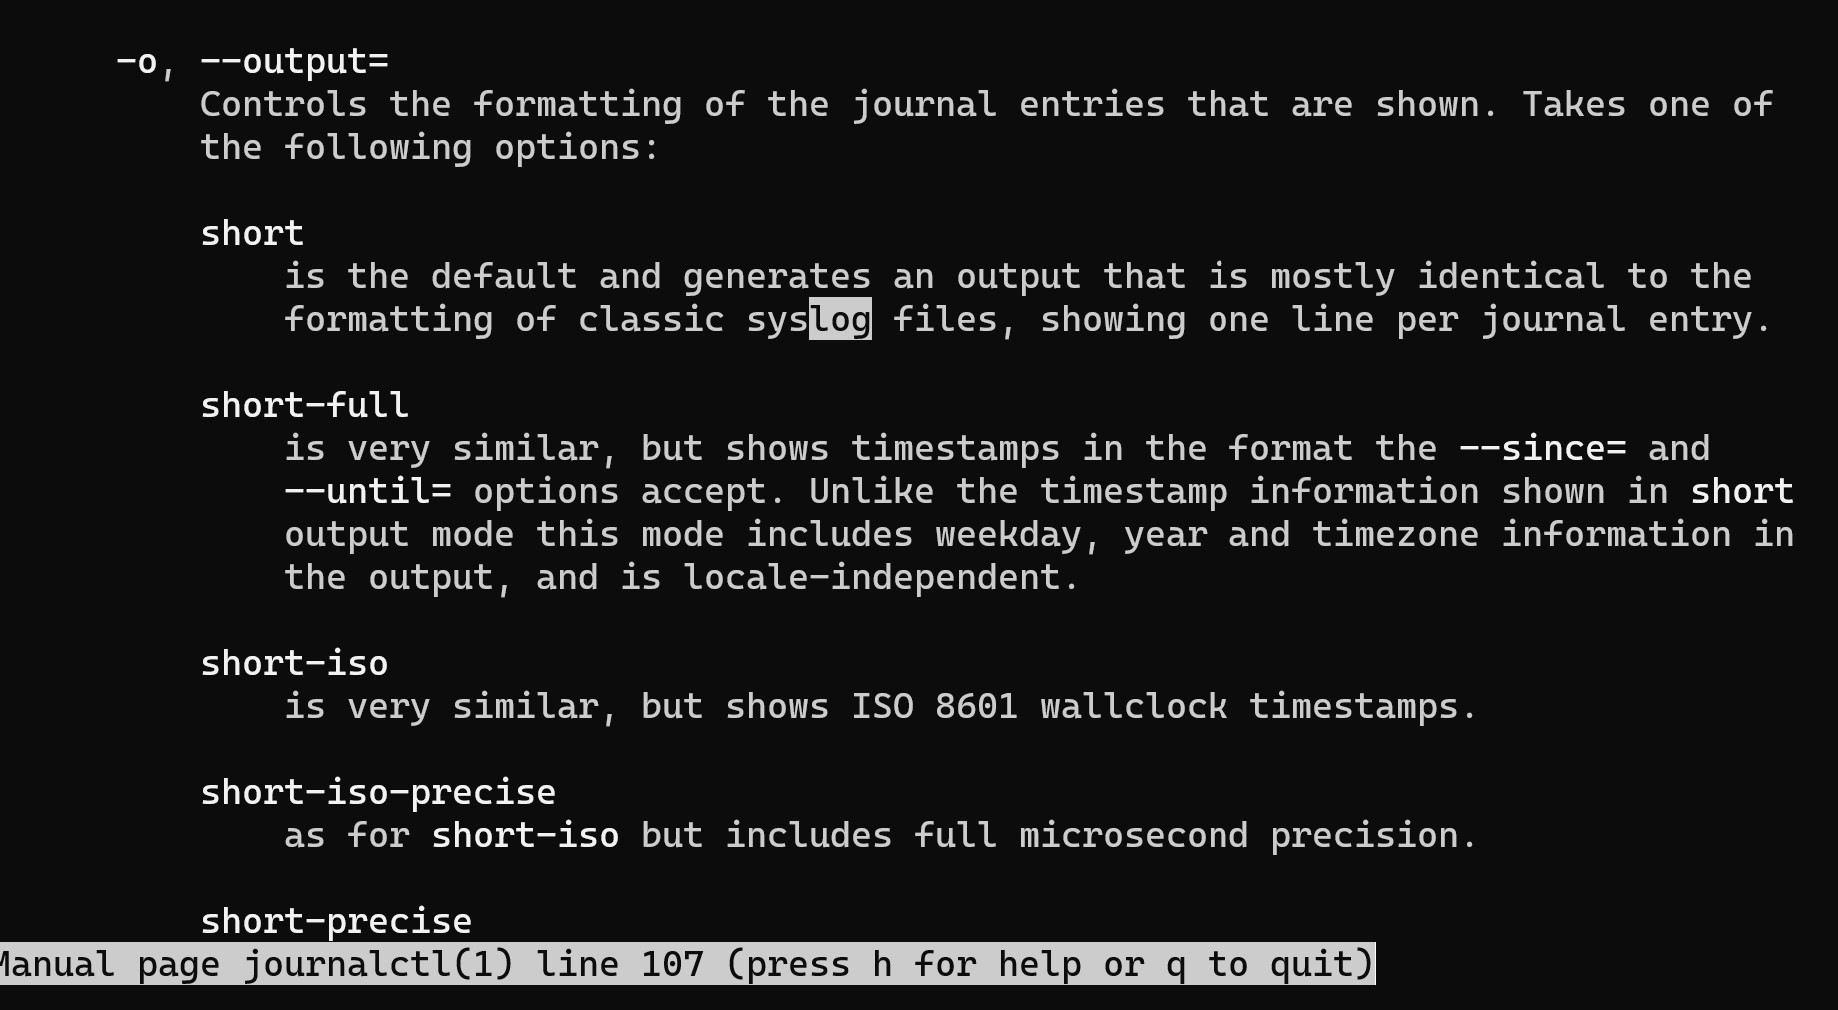 -o, --output=
Controls the formatting of the journal entries that are shown. Takes one of
the following options:
short
is the default and generates an output that is mostly identical to the
formatting of classic syslog files, showing one line per journal entry.
short-full
is very similar, but shows timestamps in the format the --since= and
--until= options accept. Unlike the timestamp information shown in short
output mode this mode includes weekday, year and timezone information in
the output, and is locale-independent.
short-iso
is very similar, but shows ISO 8601 wallclock timestamps.
short-iso-precise
as for short-iso but includes full microsecond precision.
short-precise
Manual page journalctl(1) line 107 (press h for help or q to quit)